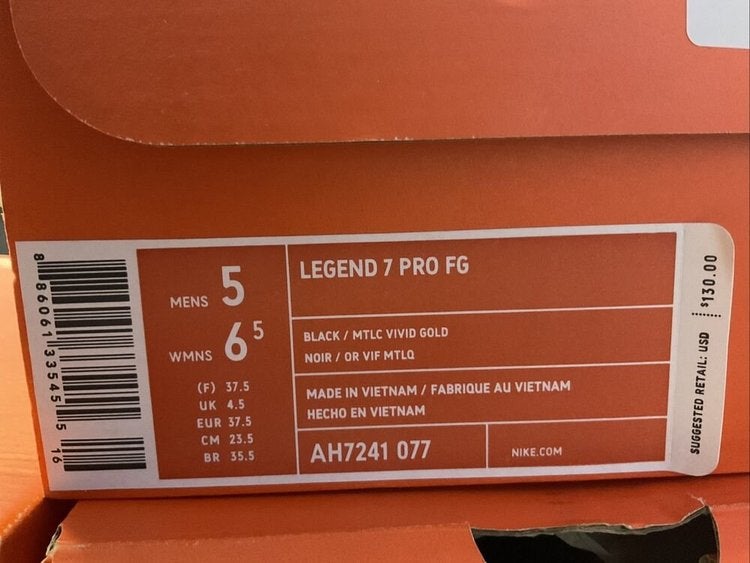 MENS 5
WMNS 6 5
(F) 37.5
UK 4.5
EUR 37.5
CM 23.5
BR 35.5
LEGEND 7 PRO FG
BLACK / MTLC VIVID GOLD
NOIR / OR VIF MTLQ
MADE IN VIETNAM / FABRIQUE AU VIETNAM
HECHO EN VIETNAM
AH7241 077
NIKE.COM
8 86061 33545 5 16
SUGGESTED RETAIL: USD $130.00